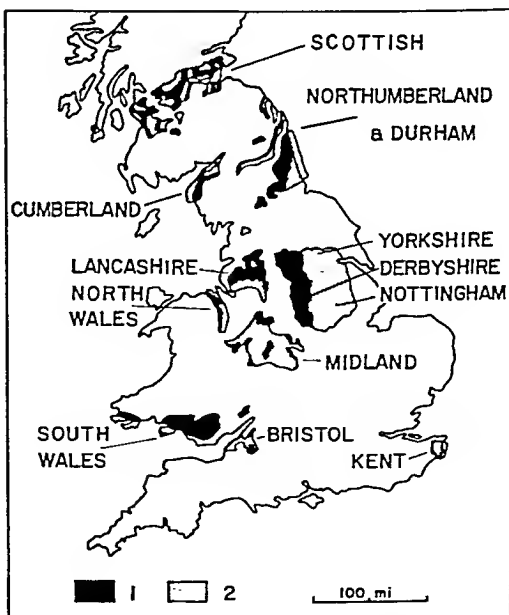 SCOTTISH
NORTHUMBERLAND
a DURHAM
CUMBERLAND
YORKSHIRE
LANCASHIRE
DERBYSHIRE
NORTH
WALES
NOTTINGHAM
MIDLAND
SOUTH
WALES
BRISTOL
KENT
1 2 100 mi